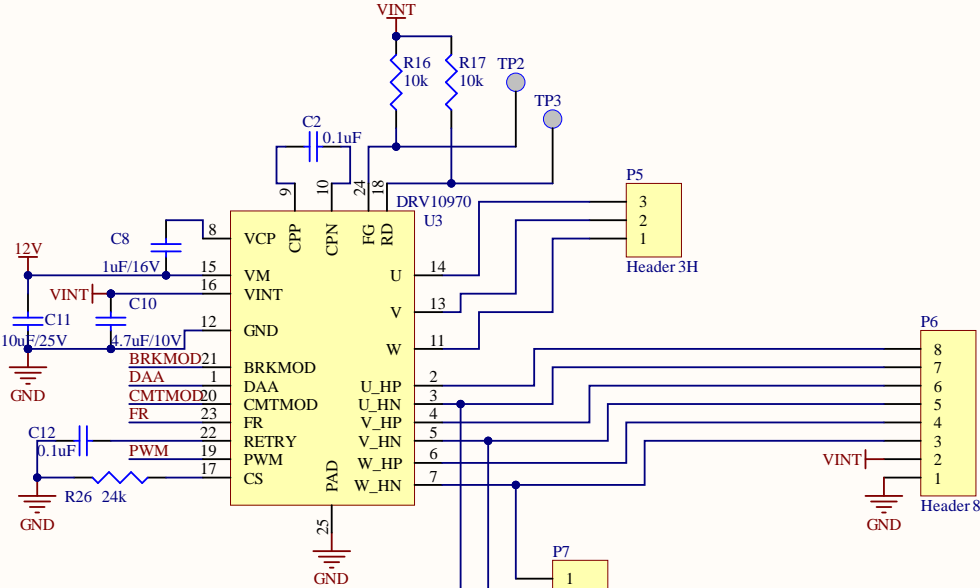 VINT
R16
10k
R17
10k
TP2
TP3
C2
0.1uF
9
10
24
18
DRV10970
U3
CPP
CPN
FG
RD
P5
3
2
1
Header 3H
C8
1uF/16V
8
VCP
12V
15
VM
16
VINT
VINT
C10
4.7uF/10V
C11
10uF/25V
12
GND
GND
BRKMOD
21
BRKMOD
DAA
1
DAA
CMTMOD
20
CMTMOD
FR
23
FR
C12
0.1uF
22
RETRY
PWM
19
PWM
17
CS
R26
24k
GND
U
14
V
13
W
11
U_HP
2
U_HN
3
V_HP
4
V_HN
5
W_HP
6
W_HN
7
PAD
25
GND
P6
8
7
6
5
4
3
2
1
VINT
GND
Header 8
P7
1